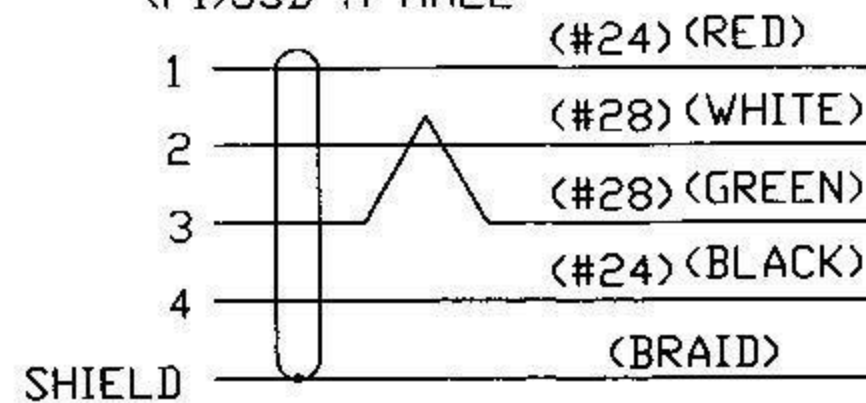 1 (#24) (RED)
2 (#28) (WHITE)
3 (#28) (GREEN)
4 (#24) (BLACK)
SHIELD (BRAID)